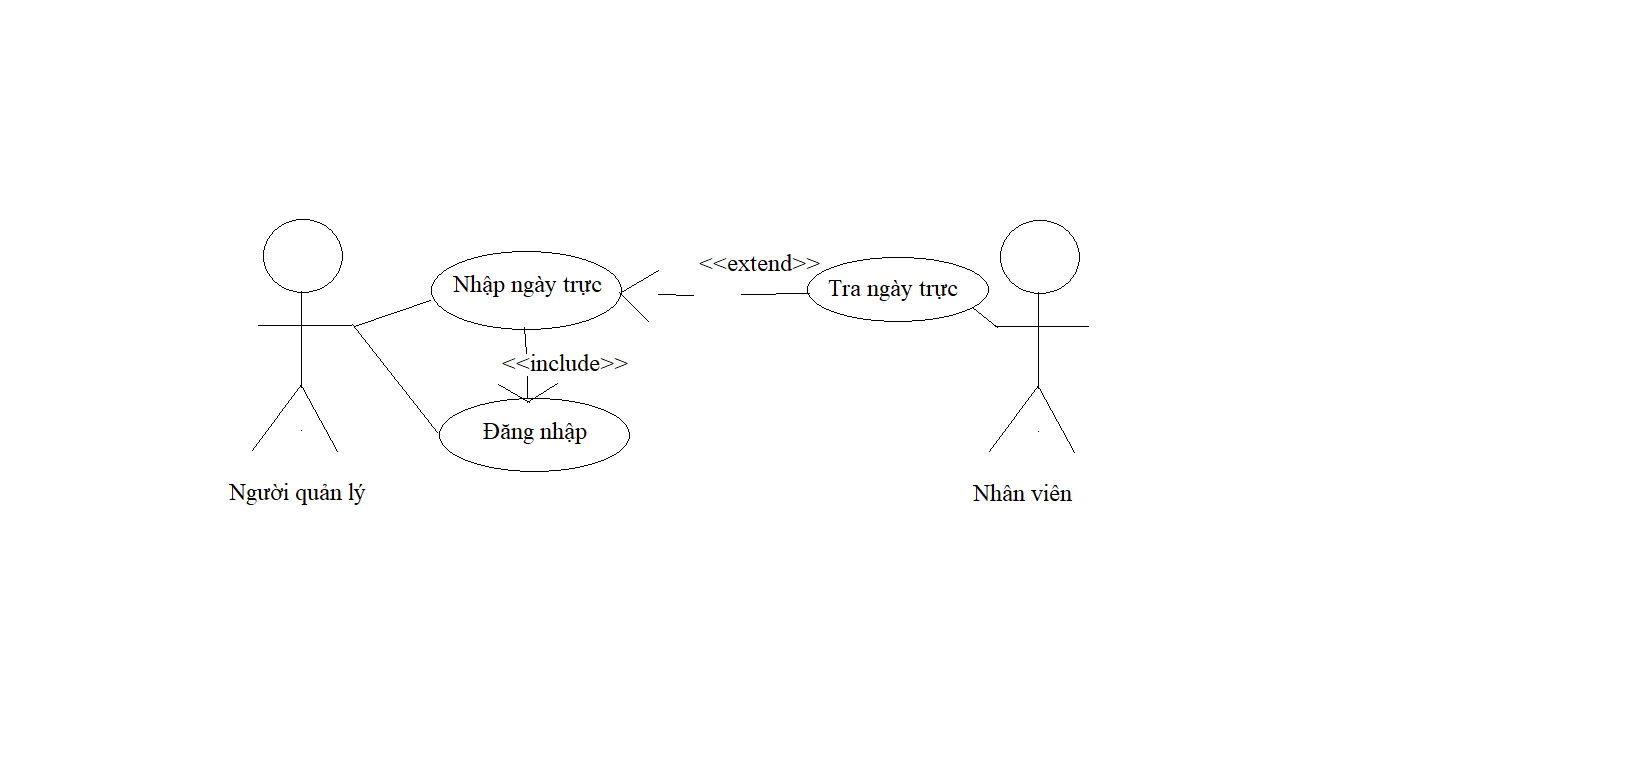 <<extend>>
Nhập ngày trực
Tra ngày trực
<<include>>
Đăng nhập
Người quản lý
Nhân viên